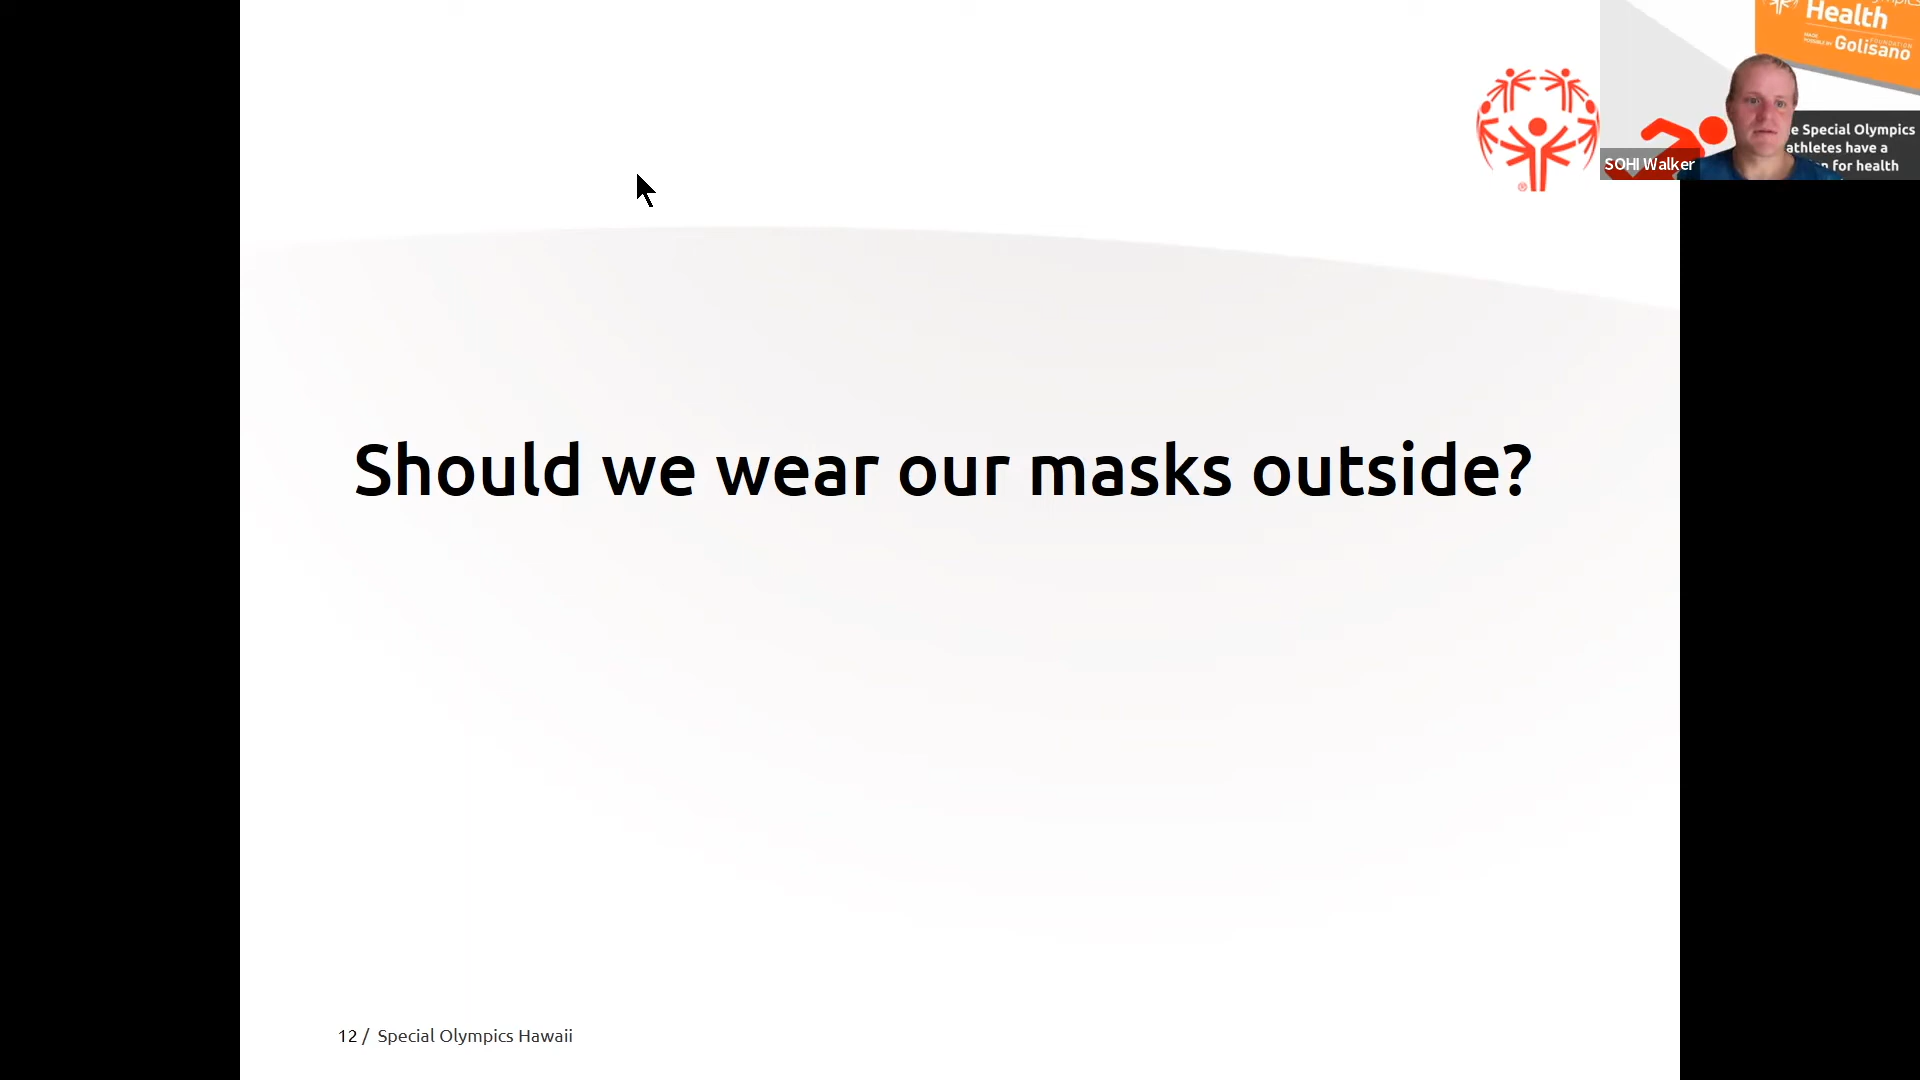 Health
Golisano
FOUNDATION
e Special Olympics
athletes have a
n for health
SOHI Walker
®
Should we wear our masks outside?
12 / Special Olympics Hawaii